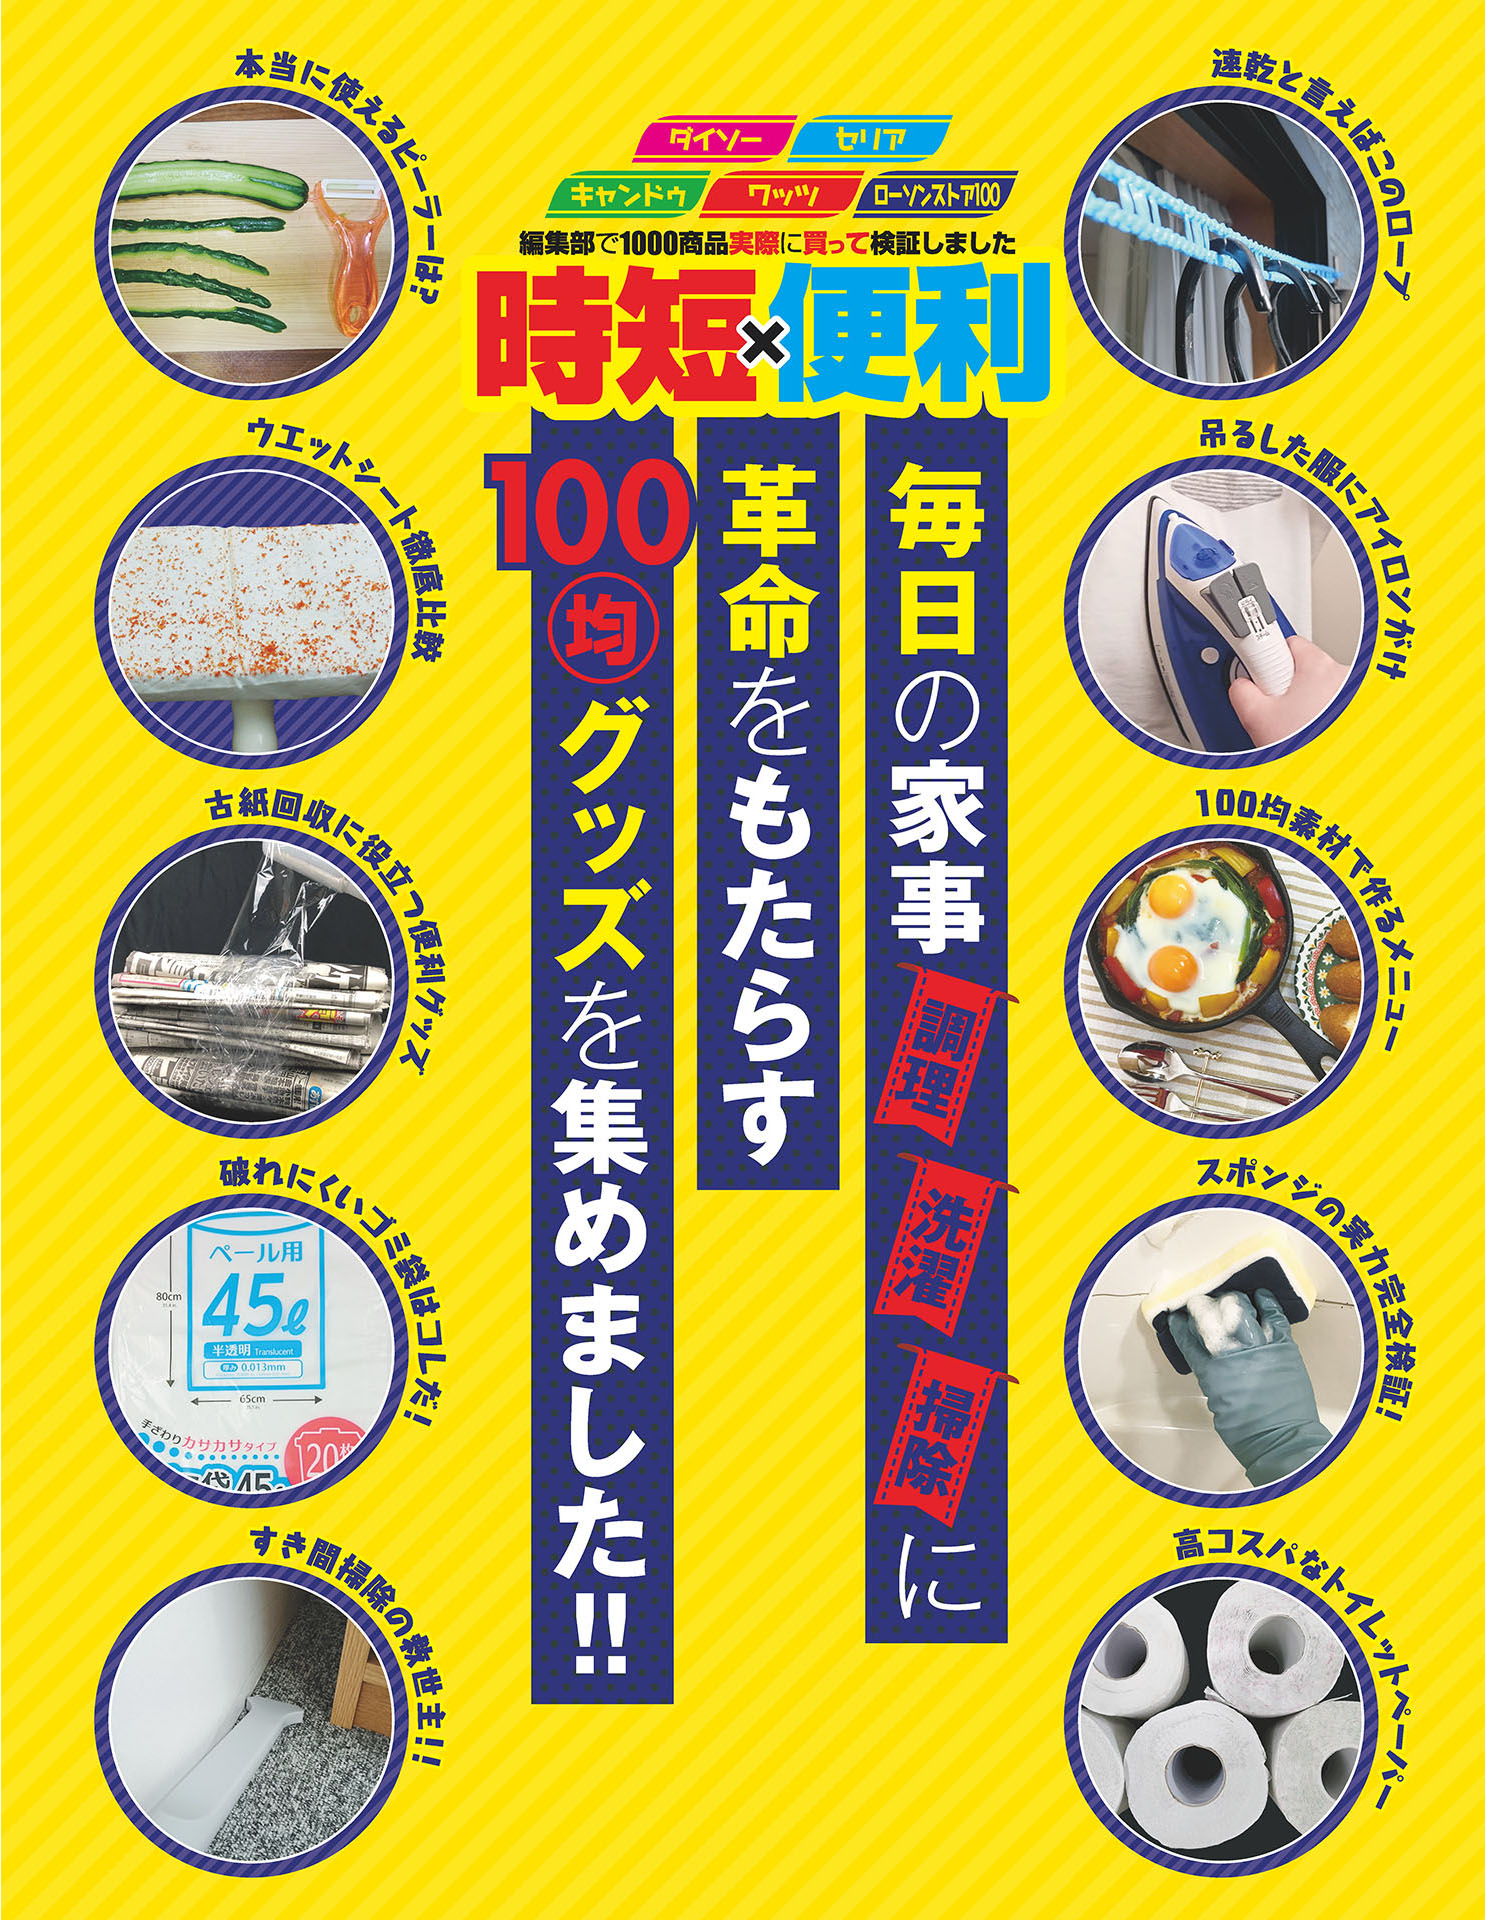 ダイソー
セリア
キャンドゥ
ワッツ
ローソンストア100
編集部で1000商品実際に買って検証しました
時短×便利
毎日の家事調理洗濯掃除に
革命をもたらす
100均グッズを集めました!!
本当に使えるピーラーは?
ウエットシート徹底比較
古紙回収に役立つ便利グッズ
破れにくいゴミ袋はコレだ!
ペール用
45ℓ
半透明 Translucent
厚み 0.013mm
80cm
65cm
手ざわりカサカサタイプ
20枚
すき間掃除の救世主!!
速乾と言えばこのロープ
吊るした服にアイロンがけ
100均素材で作るメニュー
スポンジの実力完全検証!
高コスパなトイレットペーパー